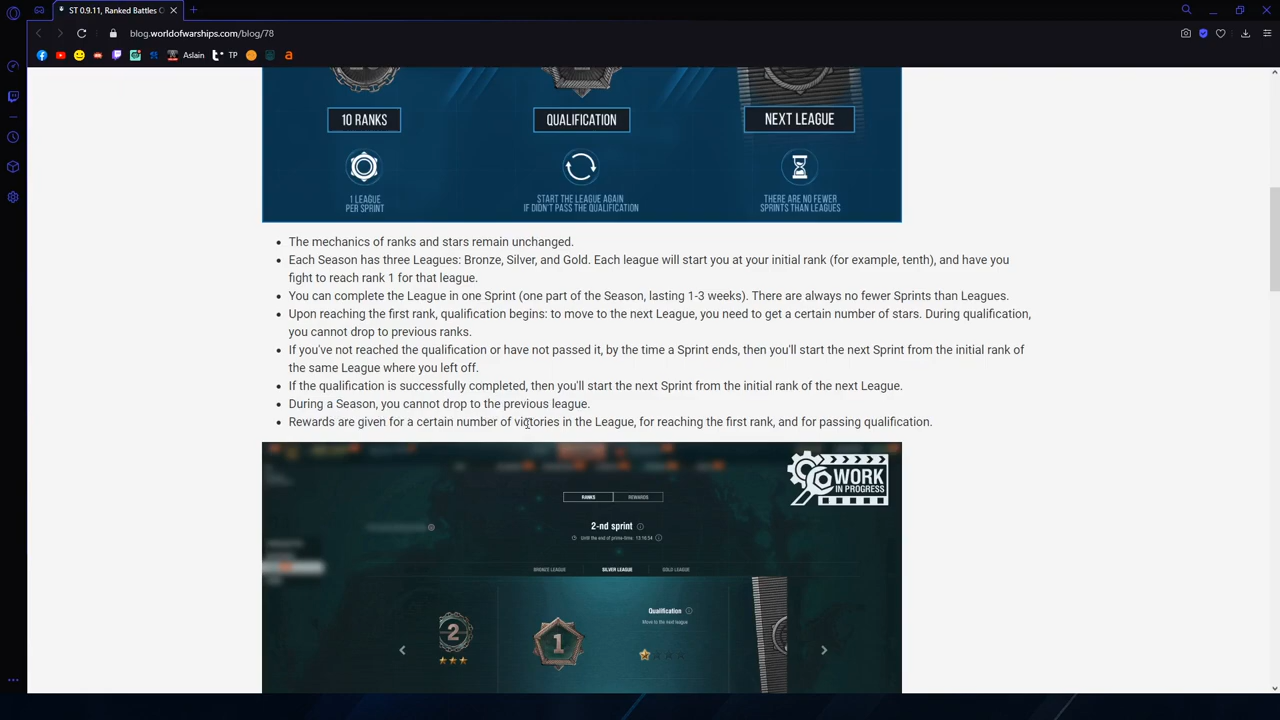 ST 0.9.11, Ranked Battles C
blog.worldofwarships.com/blog/78
Aslain
TP
10 RANKS
QUALIFICATION
NEXT LEAGUE
1 LEAGUE
PER SPRINT
START THE LEAGUE AGAIN
IF DIDN'T PASS THE QUALIFICATION
THERE ARE NO FEWER
SPRINTS THAN LEAGUES
The mechanics of ranks and stars remain unchanged.
Each Season has three Leagues: Bronze, Silver, and Gold. Each league will start you at your initial rank (for example, tenth), and have you
fight to reach rank 1 for that league.
You can complete the League in one Sprint (one part of the Season, lasting 1-3 weeks). There are always no fewer Sprints than Leagues.
Upon reaching the first rank, qualification begins: to move to the next League, you need to get a certain number of stars. During qualification,
you cannot drop to previous ranks.
If you've not reached the qualification or have not passed it, by the time a Sprint ends, then you'll start the next Sprint from the initial rank of
the same League where you left off.
If the qualification is successfully completed, then you'll start the next Sprint from the initial rank of the next League.
During a Season, you cannot drop to the previous league.
Rewards are given for a certain number of victories in the League, for reaching the first rank, and for passing qualification.
WORK
IN PROGRESS
RANKS
REWARDS
2-nd sprint
Until the end of prime-time: 13:16:54
BRONZE LEAGUE
SILVER LEAGUE
GOLD LEAGUE
Qualification
Move to the next league
2
1